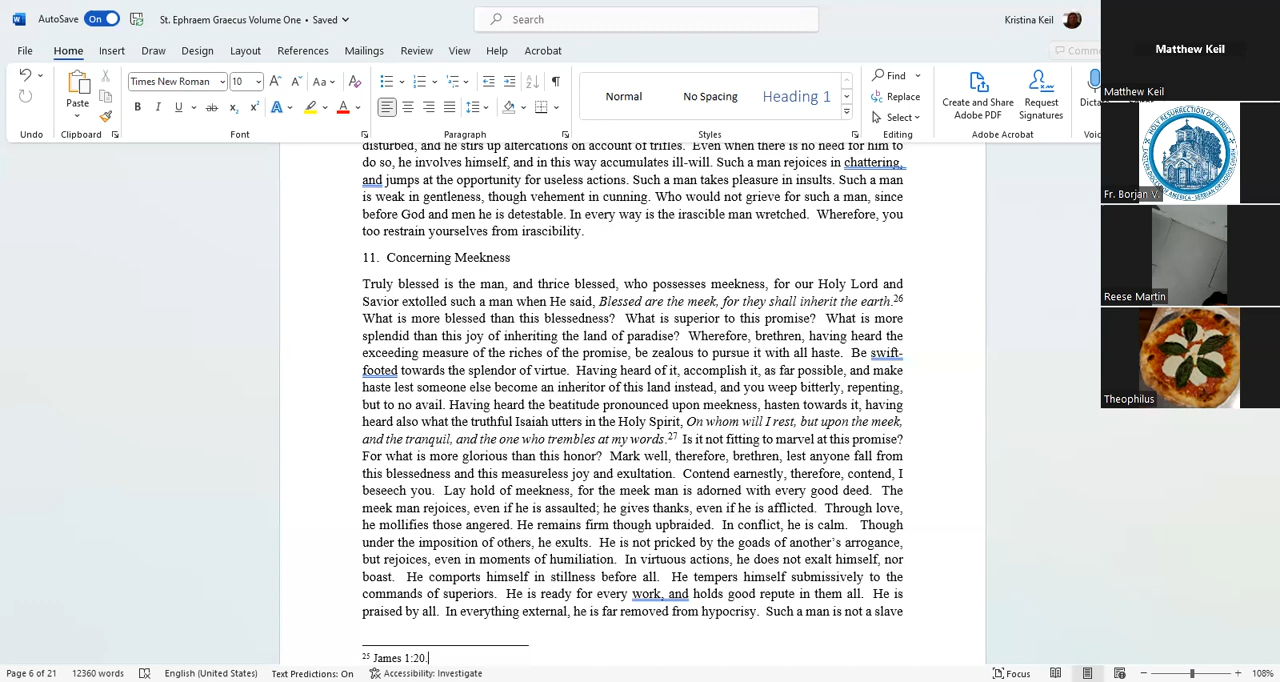 AutoSave On St. Ephraem Graecus Volume One • Saved Search Kristina Keil
File Home Insert Draw Design Layout References Mailings Review View Help Acrobat Comme
Times New Roman 10 Aa
Paste
B I U ab x2 x2 A A
Normal No Spacing Heading 1
Find
Replace
Select
Create and Share Adobe PDF
Request Signatures
Dicta
Undo Clipboard Font Paragraph Styles Editing Adobe Acrobat Voic
disturbed, and he stirs up altercations on account of trifles. Even when there is no need for him to
do so, he involves himself, and in this way accumulates ill-will. Such a man rejoices in chattering,
and jumps at the opportunity for useless actions. Such a man takes pleasure in insults. Such a man
is weak in gentleness, though vehement in cunning. Who would not grieve for such a man, since
before God and men he is detestable. In every way is the irascible man wretched. Wherefore, you
too restrain yourselves from irascibility.
11. Concerning Meekness
Truly blessed is the man, and thrice blessed, who possesses meekness, for our Holy Lord and
Savior extolled such a man when He said, Blessed are the meek, for they shall inherit the earth.26
What is more blessed than this blessedness? What is superior to this promise? What is more
splendid than this joy of inheriting the land of paradise? Wherefore, brethren, having heard the
exceeding measure of the riches of the promise, be zealous to pursue it with all haste. Be swift-
footed towards the splendor of virtue. Having heard of it, accomplish it, as far possible, and make
haste lest someone else become an inheritor of this land instead, and you weep bitterly, repenting,
but to no avail. Having heard the beatitude pronounced upon meekness, hasten towards it, having
heard also what the truthful Isaiah utters in the Holy Spirit, On whom will I rest, but upon the meek,
and the tranquil, and the one who trembles at my words.27 Is it not fitting to marvel at this promise?
For what is more glorious than this honor? Mark well, therefore, brethren, lest anyone fall from
this blessedness and this measureless joy and exultation. Contend earnestly, therefore, contend, I
beseech you. Lay hold of meekness, for the meek man is adorned with every good deed. The
meek man rejoices, even if he is assaulted; he gives thanks, even if he is afflicted. Through love,
he mollifies those angered. He remains firm though upbraided. In conflict, he is calm. Though
under the imposition of others, he exults. He is not pricked by the goads of another's arrogance,
but rejoices, even in moments of humiliation. In virtuous actions, he does not exalt himself, nor
boast. He comports himself in stillness before all. He tempers himself submissively to the
commands of superiors. He is ready for every work, and holds good repute in them all. He is
praised by all. In everything external, he is far removed from hypocrisy. Such a man is not a slave
25 James 1:20.
Page 6 of 21 12360 words English (United States) Text Predictions: On Accessibility: Investigate Focus 108%
Matthew Keil
Matthew Keil
Fr. Borjan V.
Reese Martin
Theophilus